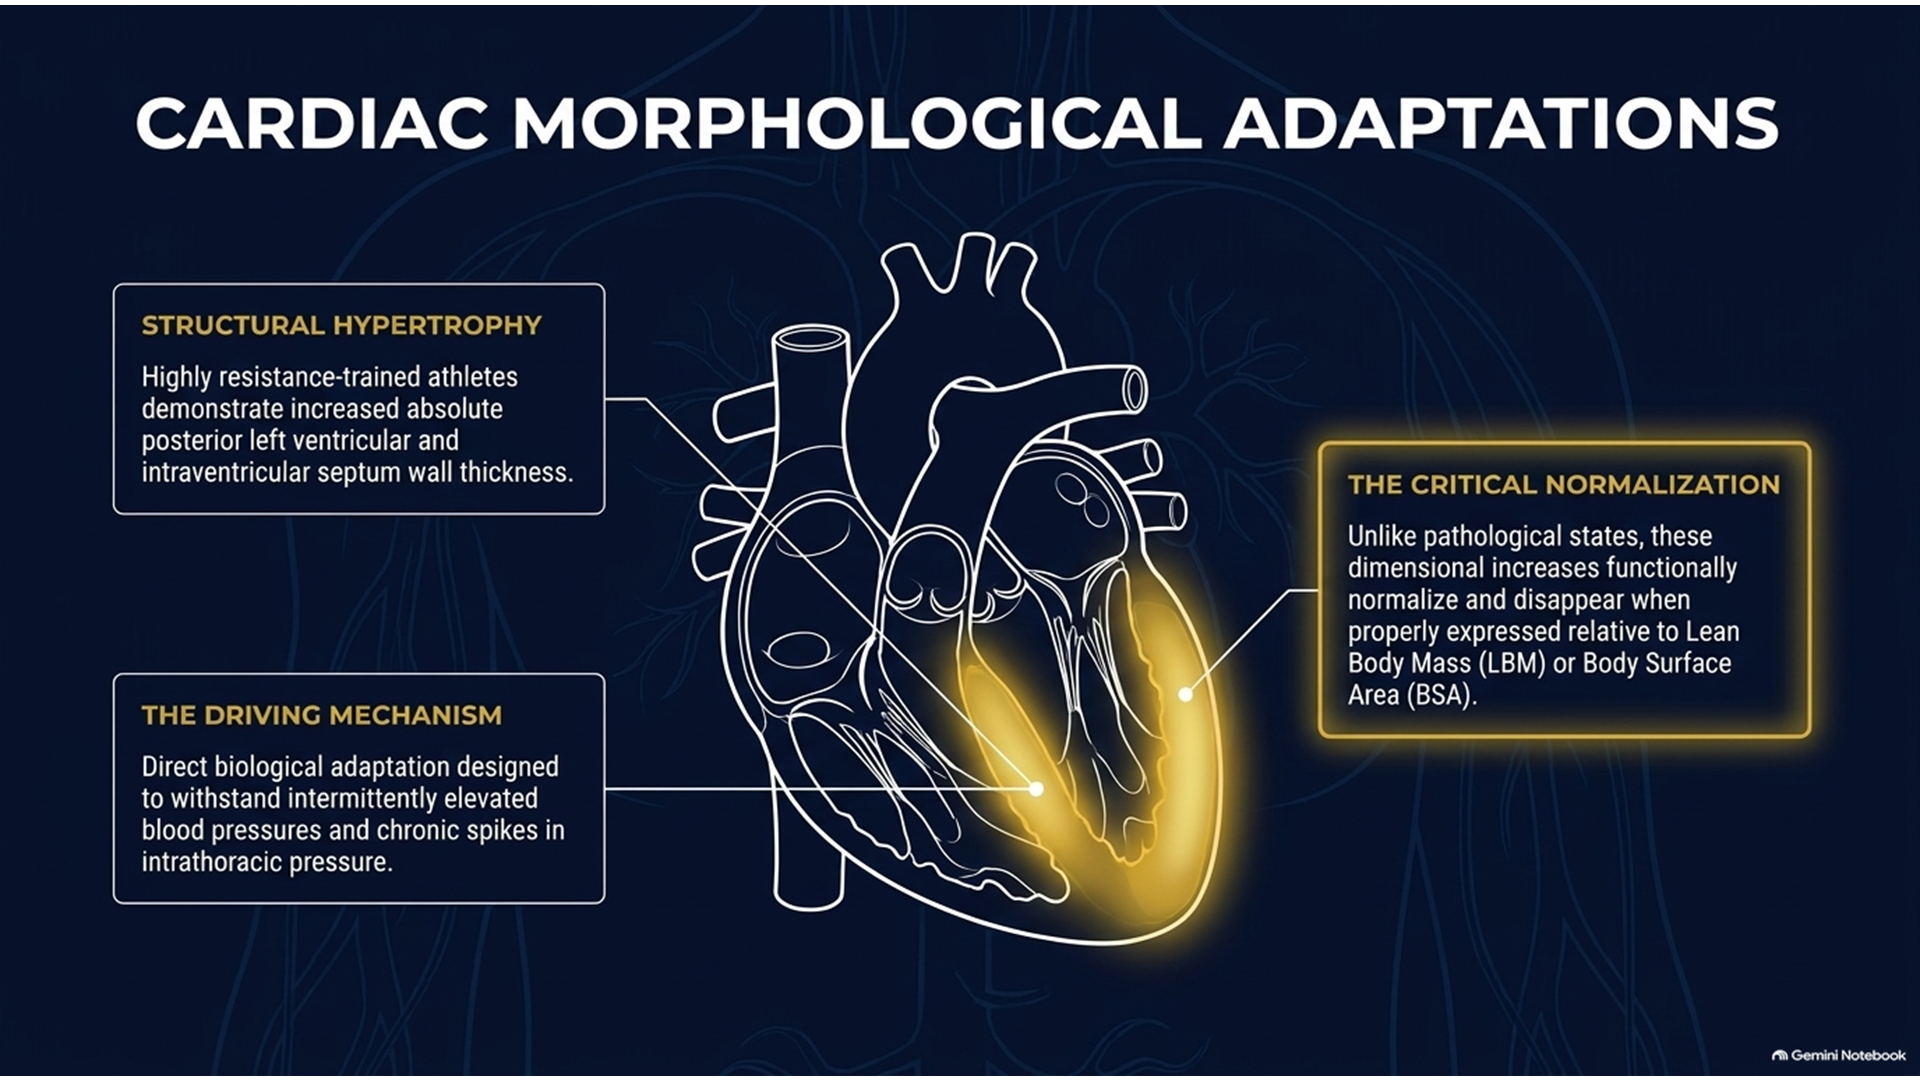 CARDIAC MORPHOLOGICAL ADAPTATIONS
STRUCTURAL HYPERTROPHY
Highly resistance-trained athletes
demonstrate increased absolute
posterior left ventricular and
intraventricular septum wall thickness.
THE DRIVING MECHANISM
Direct biological adaptation designed
to withstand intermittently elevated
blood pressures and chronic spikes in
intrathoracic pressure.
THE CRITICAL NORMALIZATION
Unlike pathological states, these
dimensional increases functionally
normalize and disappear when
properly expressed relative to Lean
Body Mass (LBM) or Body Surface
Area (BSA).
Gemini Notebook